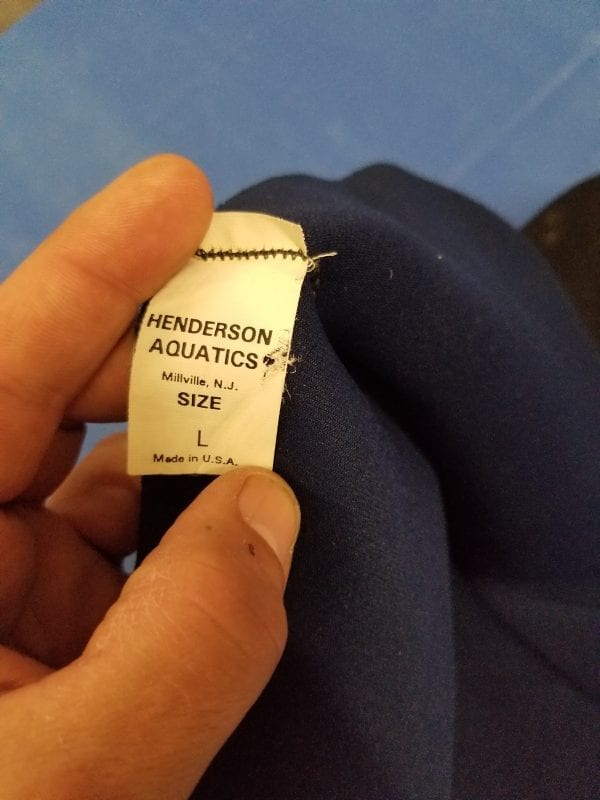 HENDERSON
AQUATICS
Millville, N.J.
SIZE
L
Made in U.S.A.